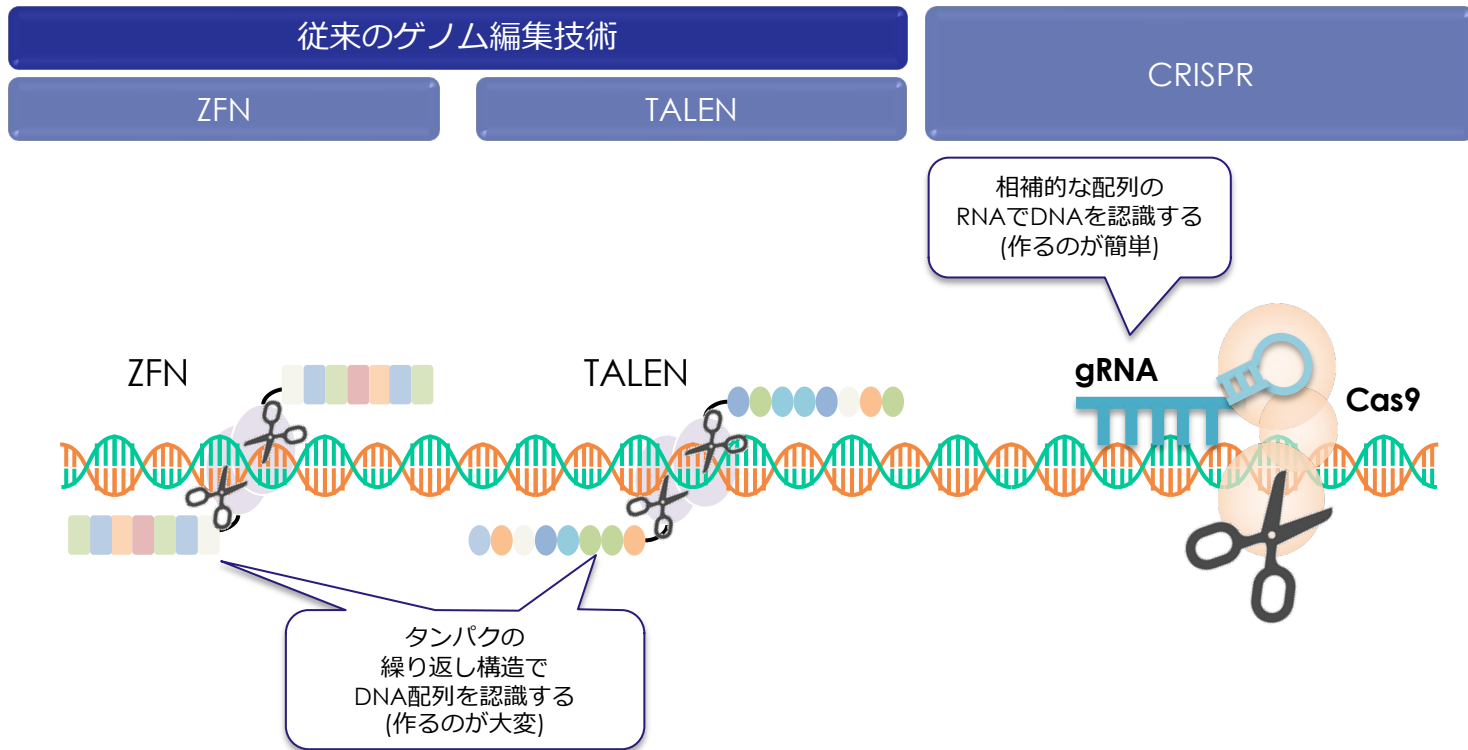 従来のゲノム編集技術
ZFN
TALEN
CRISPR
相補的な配列の
RNAでDNAを認識する
(作るのが簡単)
ZFN
TALEN
gRNA
Cas9
タンパクの
繰り返し構造で
DNA配列を認識する
(作るのが大変)